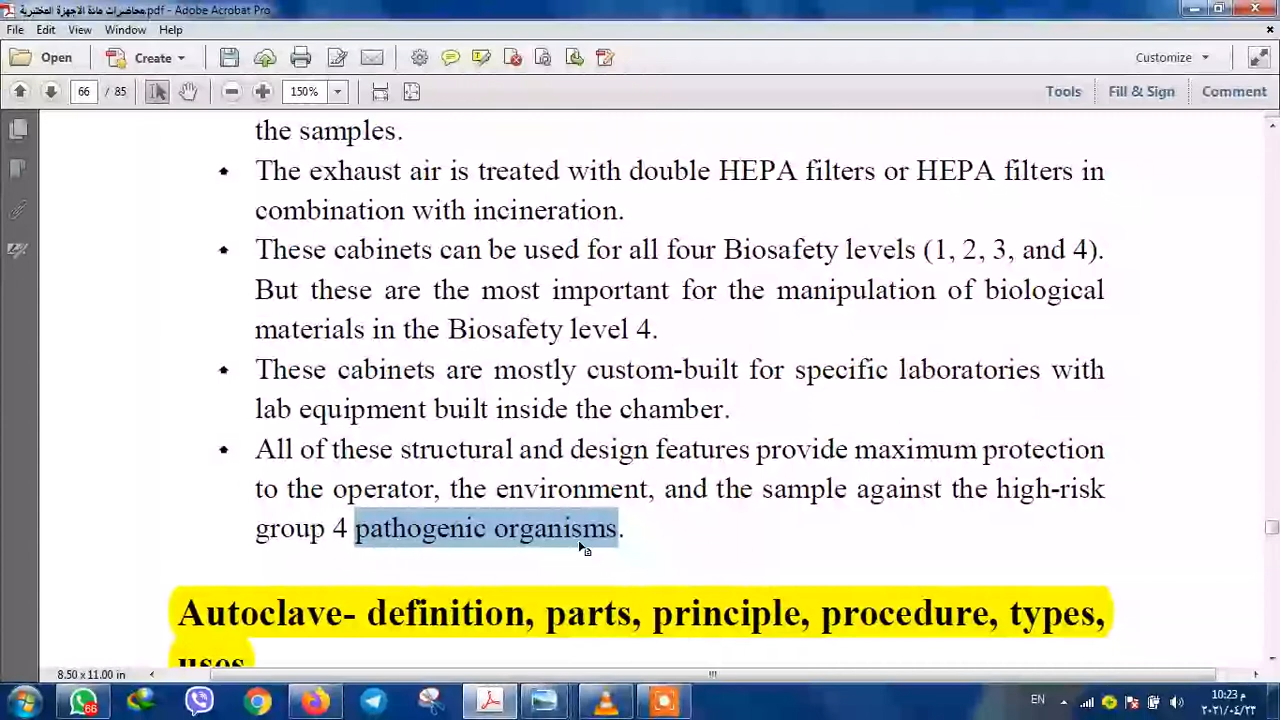 محاضرات مادة الاجهزة المختبرية.pdf - Adobe Acrobat Pro
File Edit View Window Help
Open Create Customize
66 / 85 150% Tools Fill & Sign Comment
the samples.
The exhaust air is treated with double HEPA filters or HEPA filters in
combination with incineration.
These cabinets can be used for all four Biosafety levels (1, 2, 3, and 4).
But these are the most important for the manipulation of biological
materials in the Biosafety level 4.
These cabinets are mostly custom-built for specific laboratories with
lab equipment built inside the chamber.
All of these structural and design features provide maximum protection
to the operator, the environment, and the sample against the high-risk
group 4 pathogenic organisms.
Autoclave- definition, parts, principle, procedure, types,
uses
8.50 x 11.00 in
66
EN
10:23 م
٢٠٢١/٠٤/٢٣